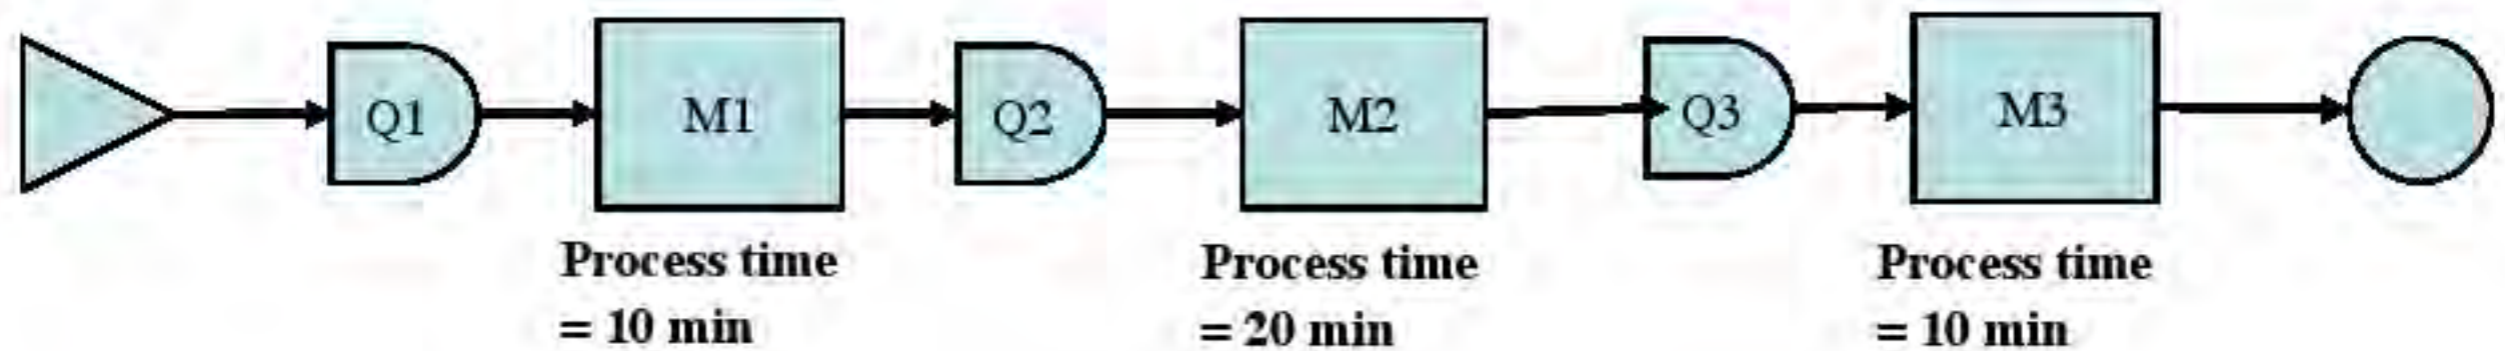 Q1
M1
Q2
M2
Q3
M3
Process time
= 10 min
Process time
= 20 min
Process time
= 10 min